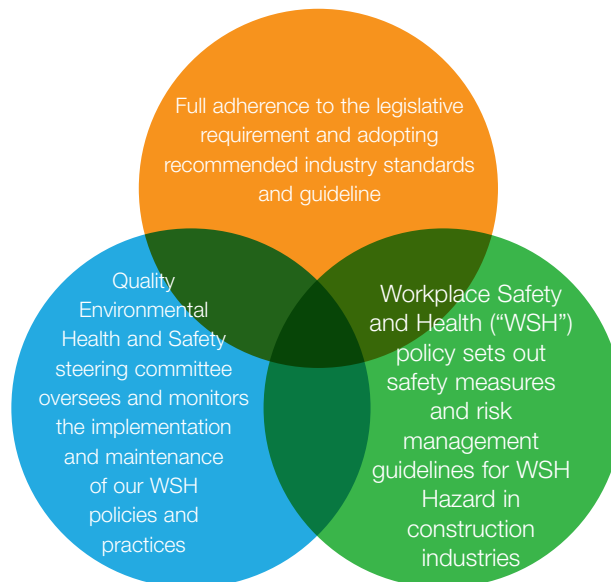 Full adherence to the legislative
requirement and adopting
recommended industry standards
and guideline
Quality
Environmental
Health and Safety
steering committee
oversees and monitors
the implementation
and maintenance
of our WSH
policies and
practices
Workplace Safety
and Health (“WSH”)
policy sets out
safety measures
and risk
management
guidelines for WSH
Hazard in
construction
industries